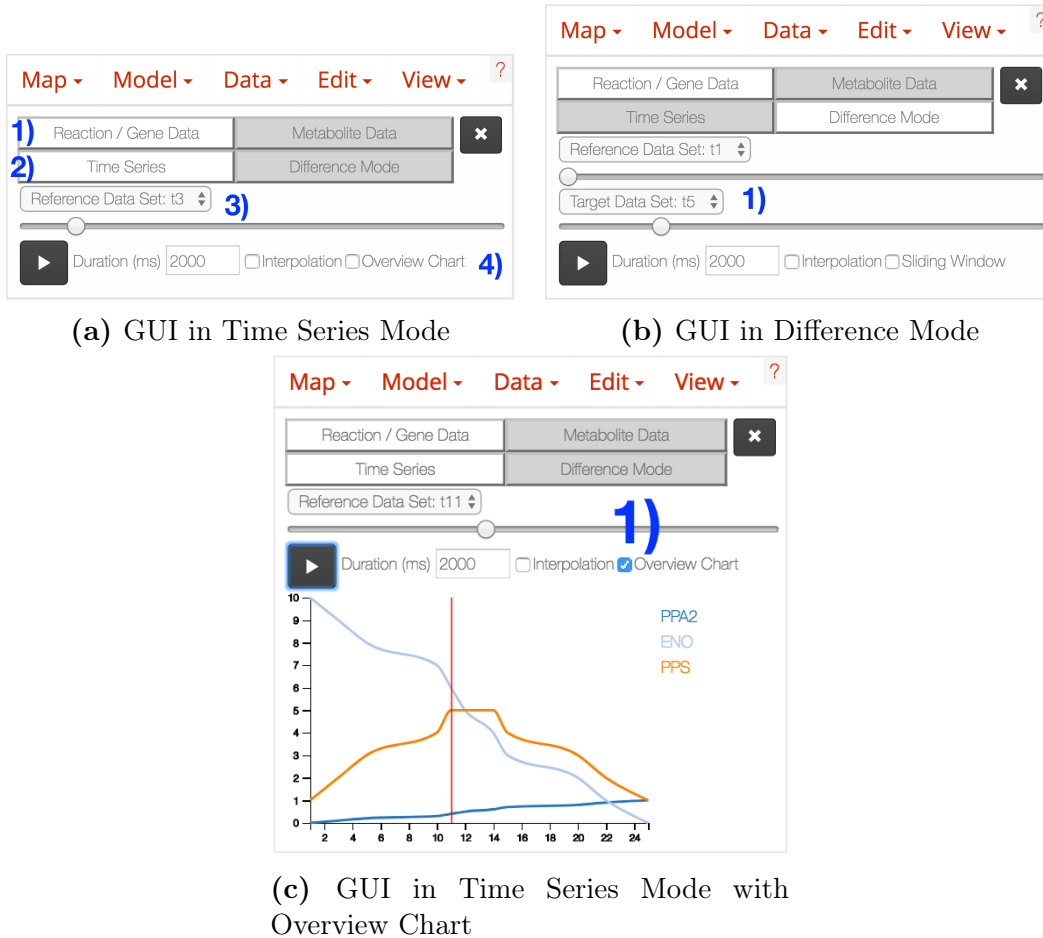 Map Model Data Edit View ?
1) Reaction / Gene Data Metabolite Data ✖
2) Time Series Difference Mode
Reference Data Set: t3 3)
Duration (ms) 2000 Interpolation Overview Chart 4)
(a) GUI in Time Series Mode
Map Model Data Edit View ?
Reaction / Gene Data Metabolite Data ✖
Time Series Difference Mode
Reference Data Set: t1
Target Data Set: t5 1)
Duration (ms) 2000 Interpolation Sliding Window
(b) GUI in Difference Mode
Map Model Data Edit View ?
Reaction / Gene Data Metabolite Data ✖
Time Series Difference Mode
Reference Data Set: t11 1)
Duration (ms) 2000 Interpolation Overview Chart
10
9
8
7
6
5
4
3
2
1
0
2 4 6 8 10 12 14 16 18 20 22 24
PPA2
ENO
PPS
(c) GUI in Time Series Mode with
Overview Chart